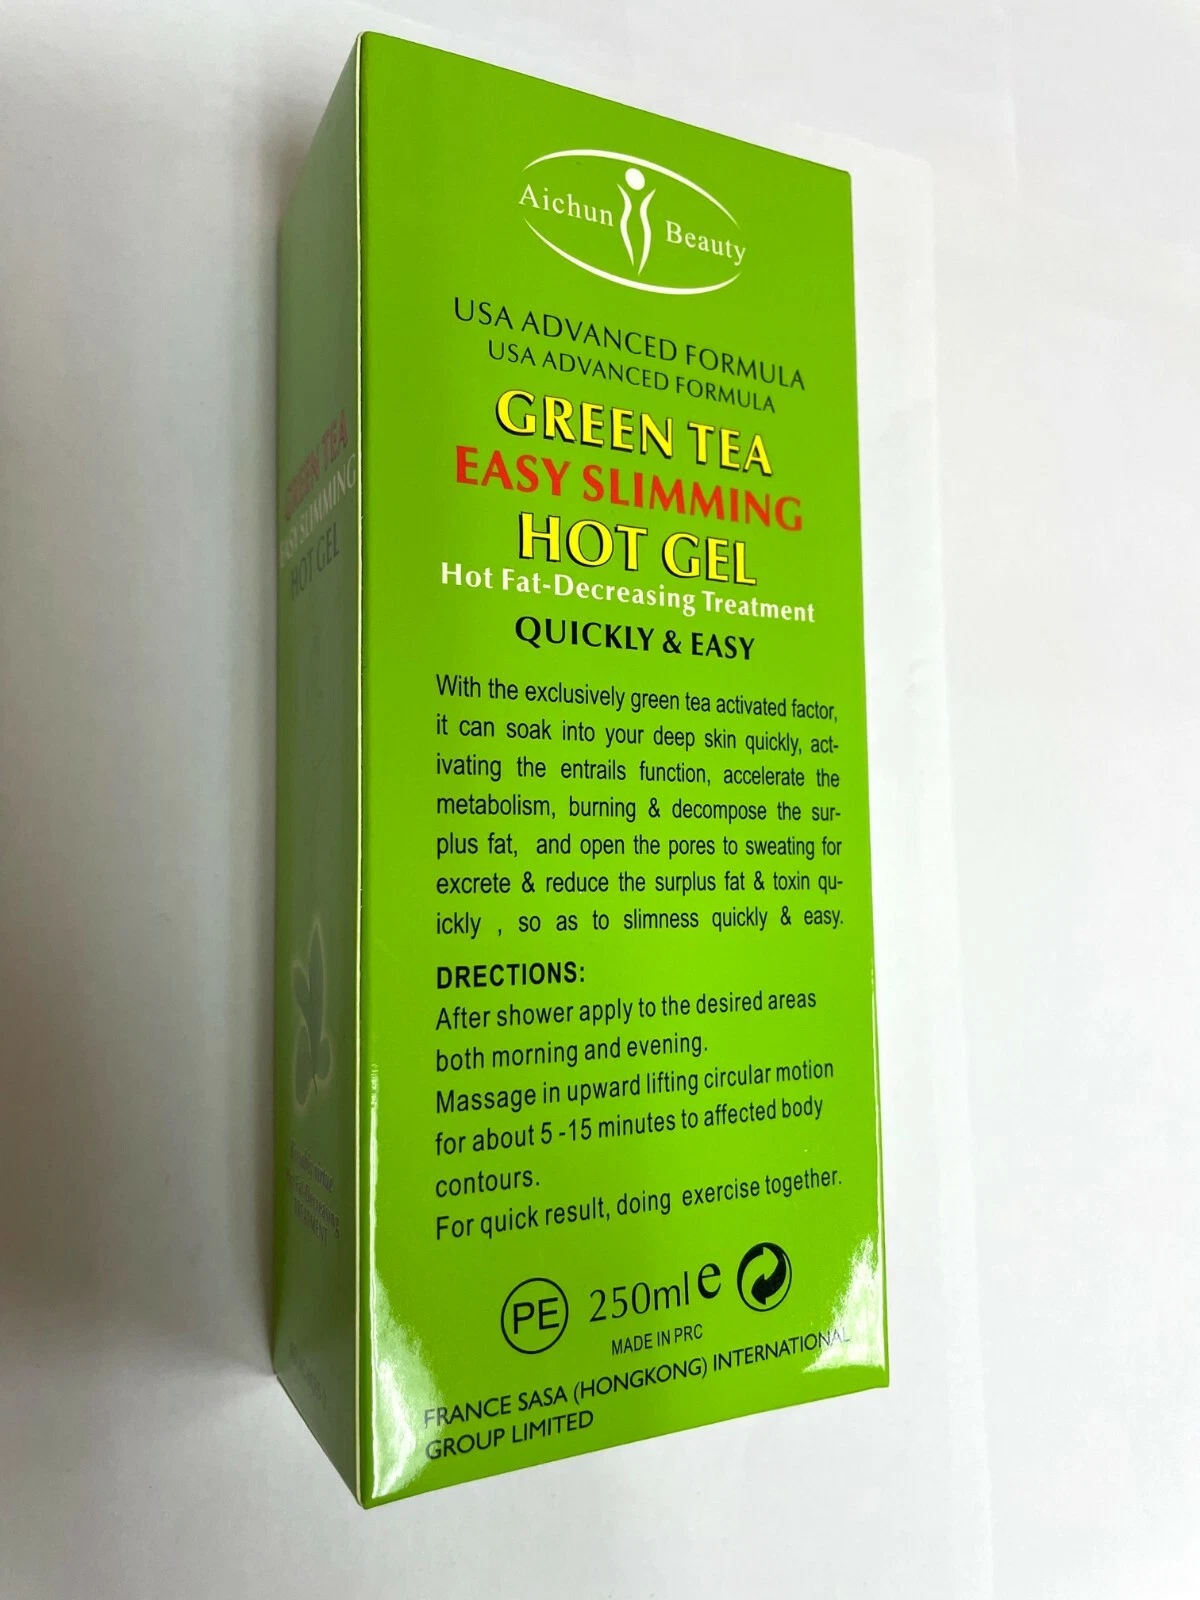 Aichun Beauty
USA ADVANCED FORMULA
USA ADVANCED FORMULA
GREEN TEA
EASY SLIMMING
HOT GEL
Hot Fat-Decreasing Treatment
QUICKLY & EASY
With the exclusively green tea activated factor,
it can soak into your deep skin quickly, act-
ivating the entrails function, accelerate the
metabolism, burning & decompose the sur-
plus fat, and open the pores to sweating for
excrete & reduce the surplus fat & toxin qu-
ickly , so as to slimness quickly & easy.
DRECTIONS:
After shower apply to the desired areas
both morning and evening.
Massage in upward lifting circular motion
for about 5 -15 minutes to affected body
contours.
For quick result, doing exercise together.
PE 250ml e
MADE IN PRC
FRANCE SASA (HONGKONG) INTERNATIONAL
GROUP LIMITED
GREEN TEA
EASY SLIMMING
HOT GEL
TREATMENT